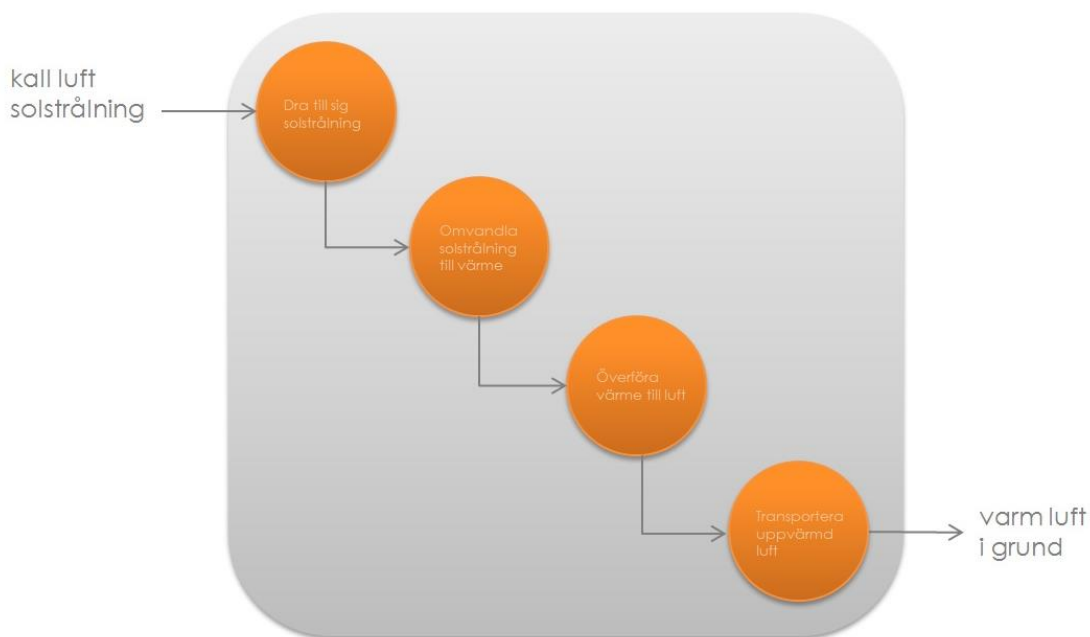 kall luft
solstrålning
Dra till sig
solstrålning
Omvandla
solstrålning
till värme
Överföra
värme till luft
Transportera
uppvärmd
luft
varm luft
i grund